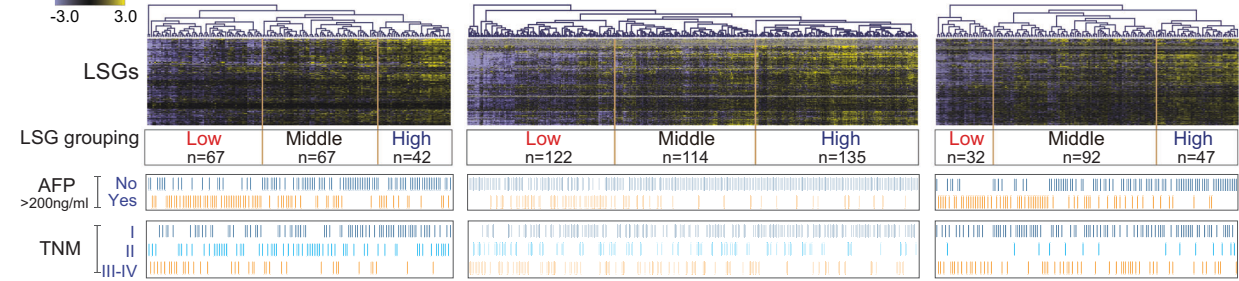 -3.0 3.0
LSGs
LSG grouping
Low Middle High
n=67 n=67 n=42
Low Middle High
n=122 n=114 n=135
Low Middle High
n=32 n=92 n=47
AFP
>200ng/ml
No
Yes
TNM
I
II
III-IV